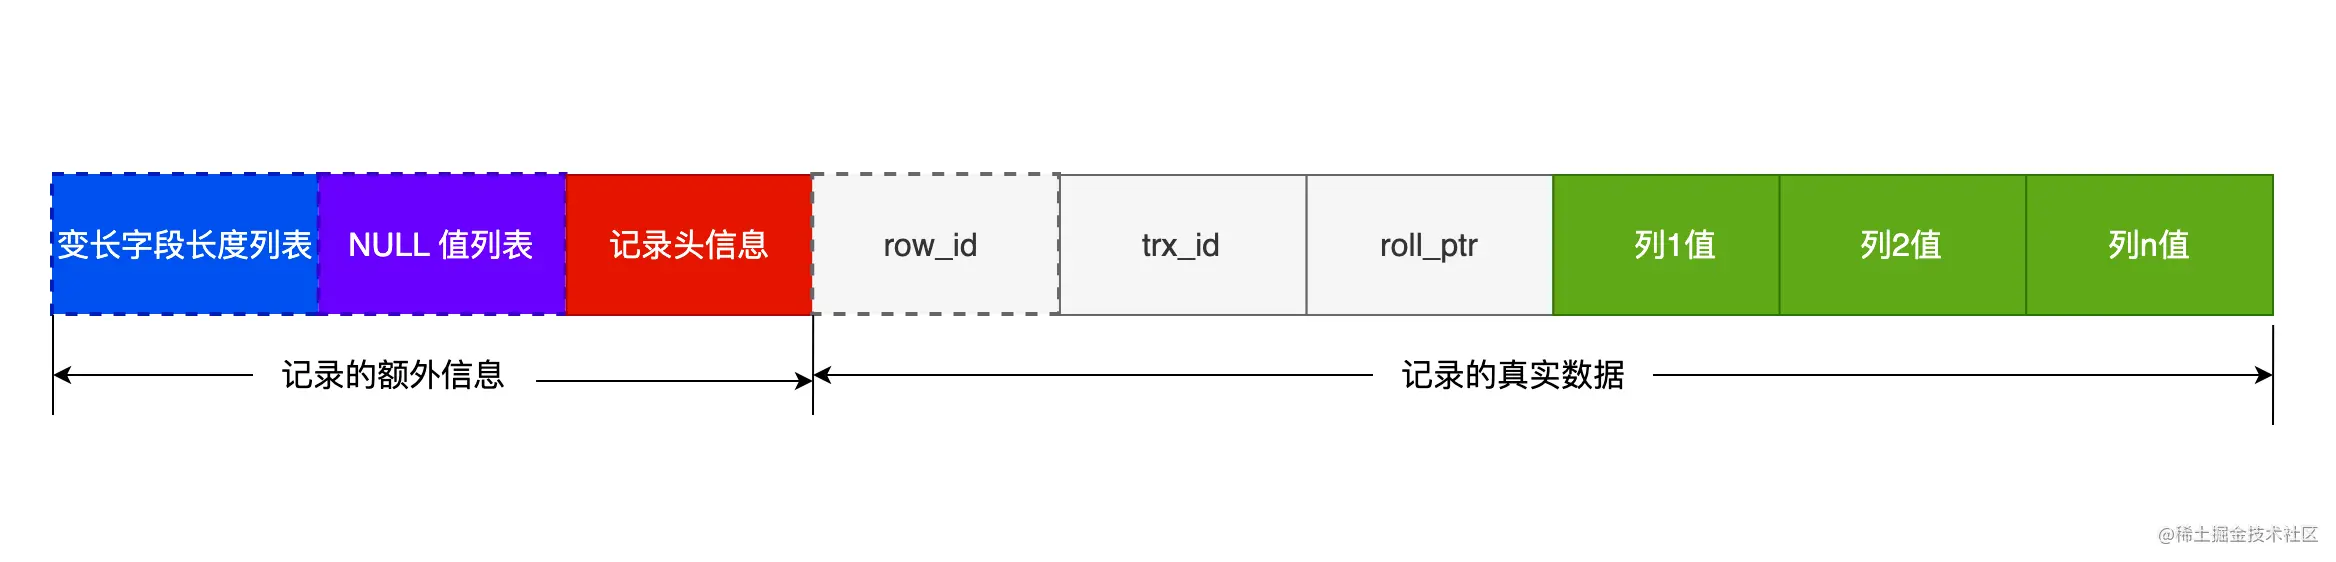 变长字段长度列表
NULL 值列表
记录头信息
row_id
trx_id
roll_ptr
列1值
列2值
列n值
记录的额外信息
记录的真实数据
@稀土掘金技术社区